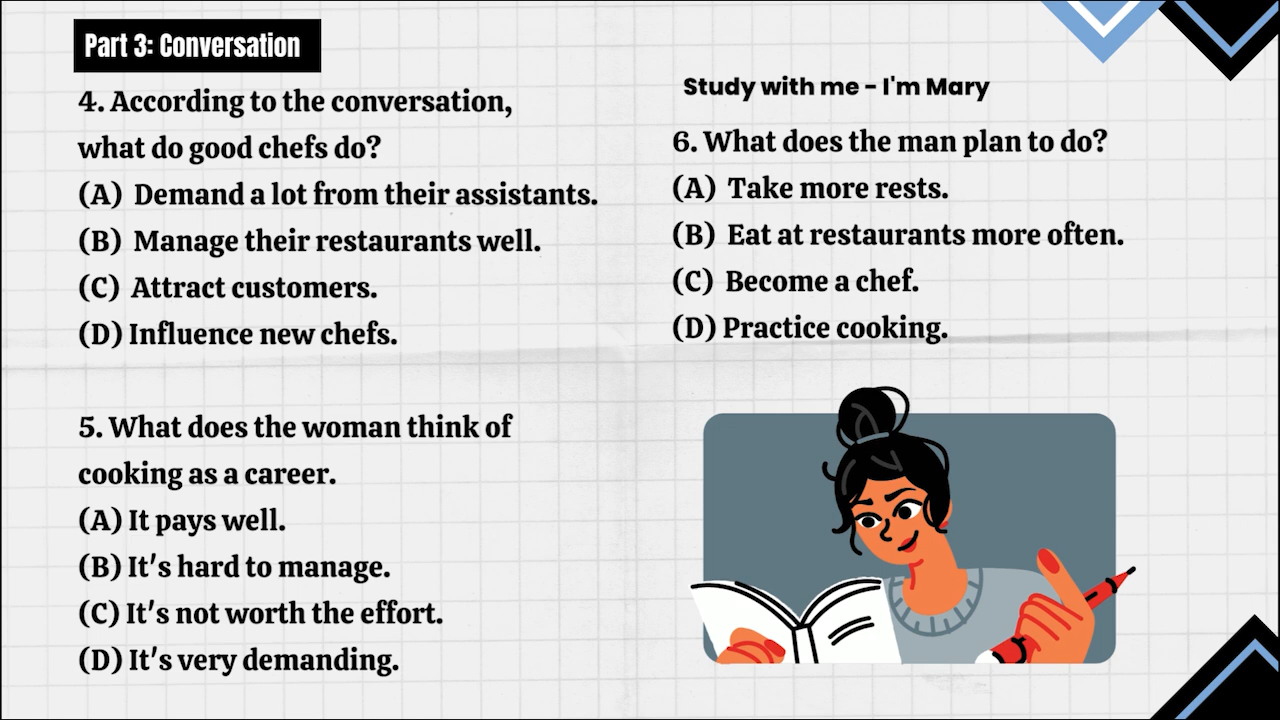 Part 3: Conversation
4. According to the conversation,
what do good chefs do?
(A) Demand a lot from their assistants.
(B) Manage their restaurants well.
(C) Attract customers.
(D) Influence new chefs.
5. What does the woman think of
cooking as a career.
(A) It pays well.
(B) It's hard to manage.
(C) It's not worth the effort.
(D) It's very demanding.
Study with me - I'm Mary
6. What does the man plan to do?
(A) Take more rests.
(B) Eat at restaurants more often.
(C) Become a chef.
(D) Practice cooking.